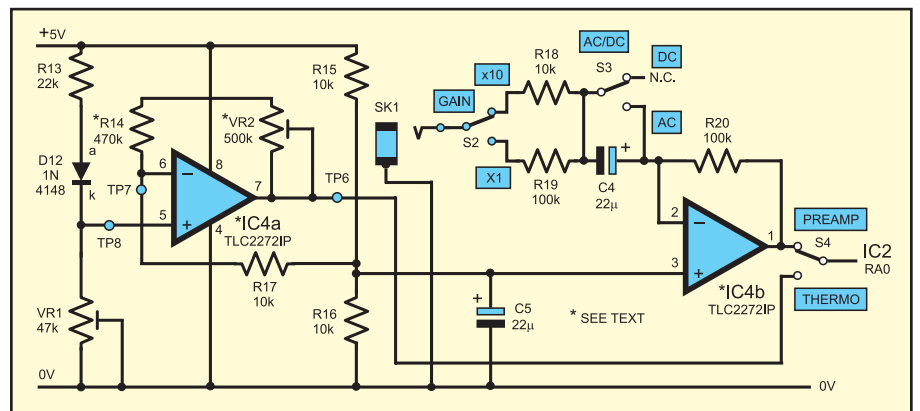 +5V
R13
22k
*R14
470k
a
D12
1N
4148
k
TP7
TP8
VR1
47k
0V
6
5
8
4
7
*IC4a
TLC2272IP
*VR2
500k
R17
10k
TP6
R15
10k
R16
10k
SK1
GAIN
S2
x10
X1
R18
10k
R19
100k
AC/DC
S3
DC
N.C.
AC
C4
22µ
+
R20
100k
2
3
1
*IC4b
TLC2272IP
C5
22µ
+
* SEE TEXT
PREAMP
S4
IC2
RA0
THERMO
0V